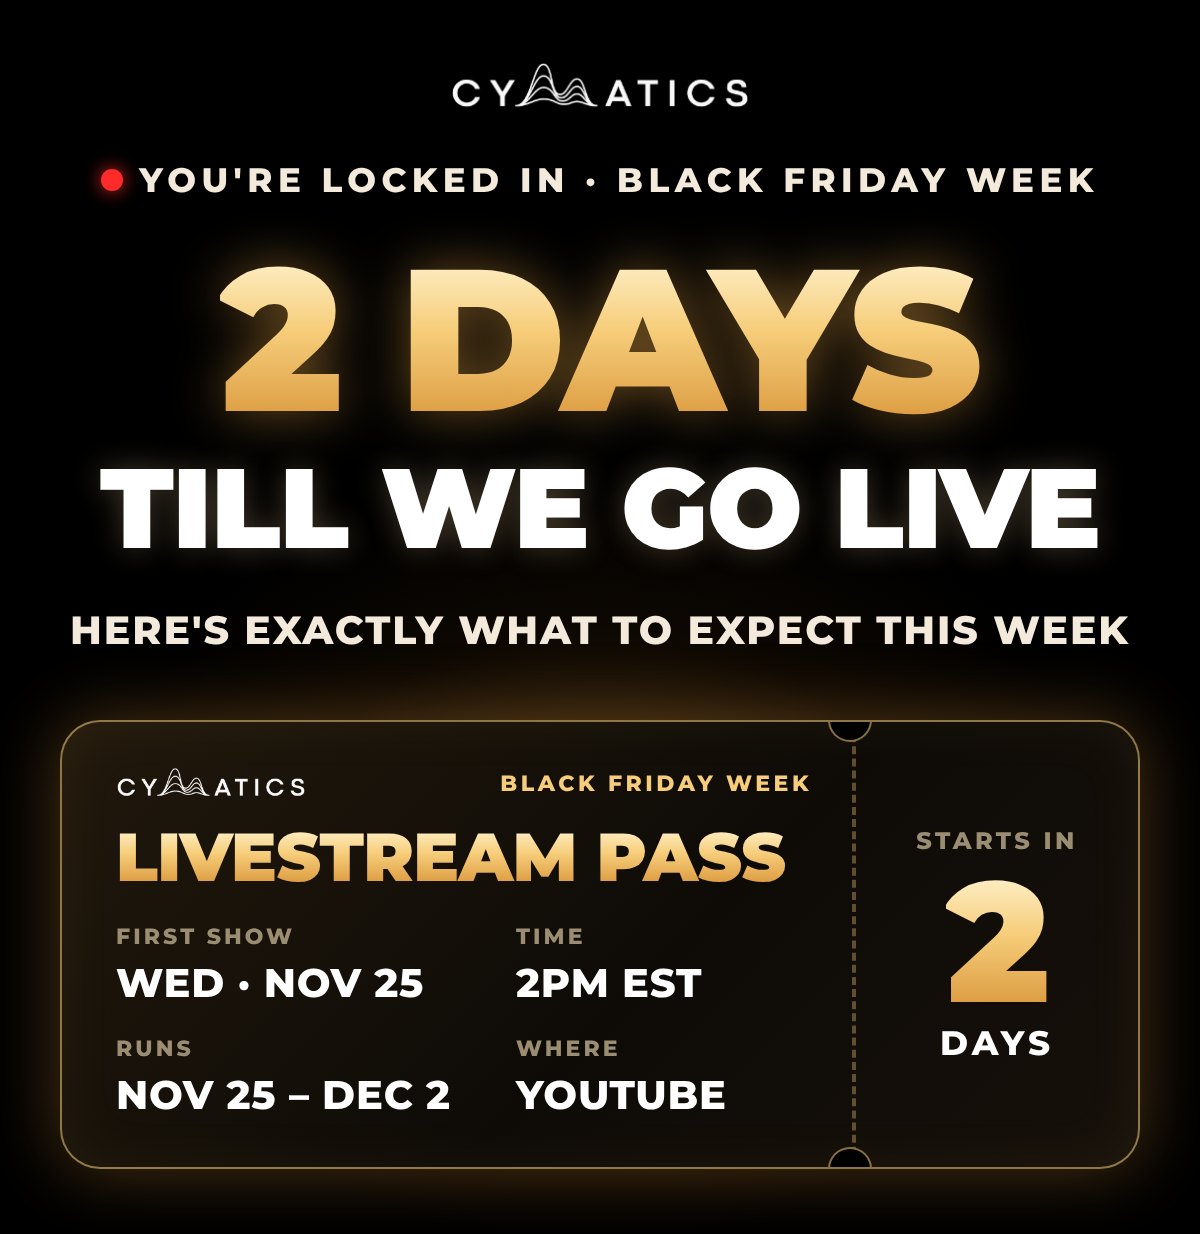 CYMATICS
YOU'RE LOCKED IN · BLACK FRIDAY WEEK
2 DAYS
TILL WE GO LIVE
HERE'S EXACTLY WHAT TO EXPECT THIS WEEK
CYMATICS
BLACK FRIDAY WEEK
LIVESTREAM PASS
FIRST SHOW
WED · NOV 25
TIME
2PM EST
RUNS
NOV 25 – DEC 2
WHERE
YOUTUBE
STARTS IN
2
DAYS